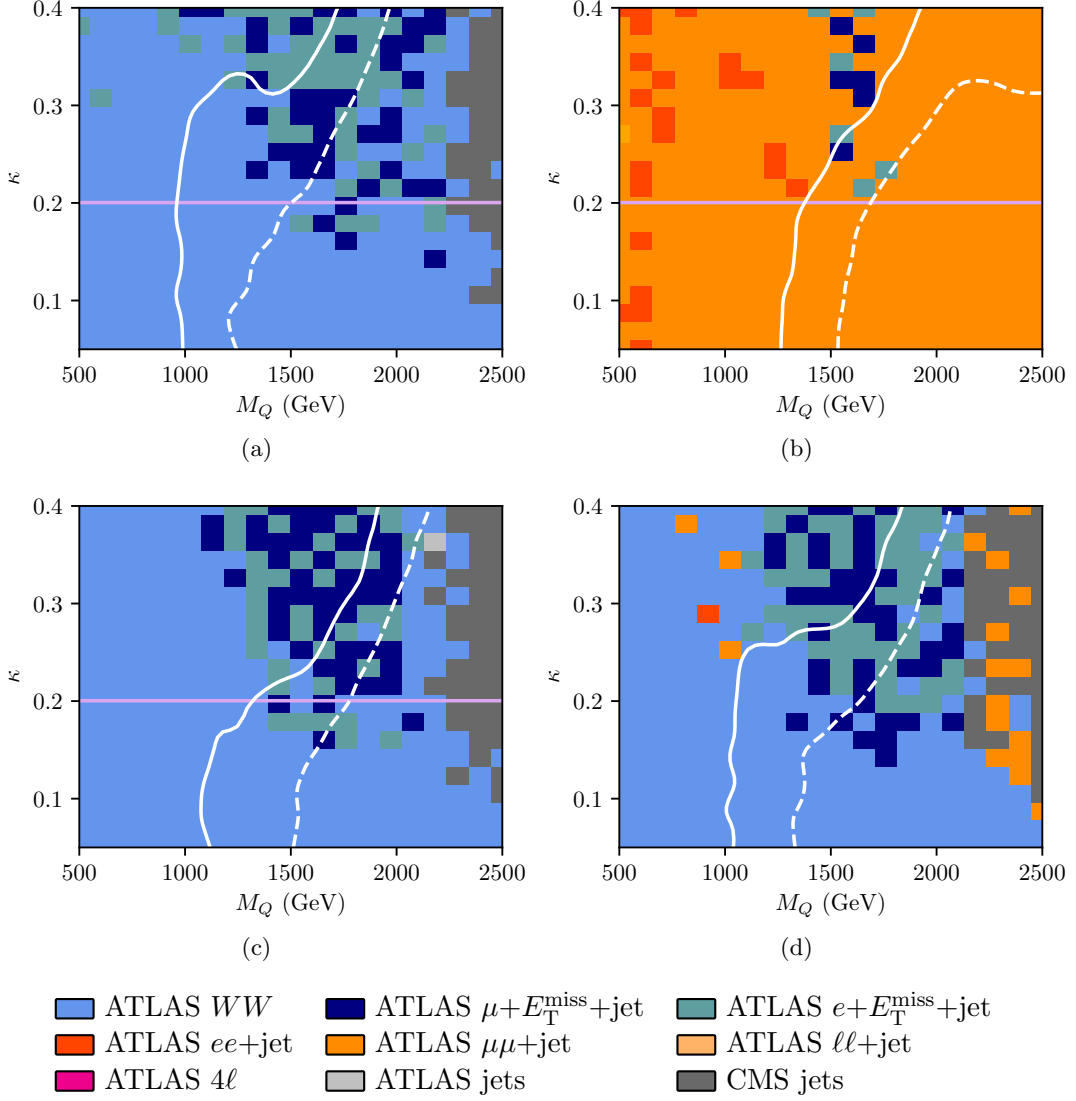 0.4
0.3
κ
0.2
0.1
500 1000 1500 2000 2500
M_Q (GeV)
(a)
0.4
0.3
κ
0.2
0.1
500 1000 1500 2000 2500
M_Q (GeV)
(b)
0.4
0.3
κ
0.2
0.1
500 1000 1500 2000 2500
M_Q (GeV)
(c)
0.4
0.3
κ
0.2
0.1
500 1000 1500 2000 2500
M_Q (GeV)
(d)
ATLAS WW ATLAS μ+E_T^miss+jet ATLAS e+E_T^miss+jet
ATLAS ee+jet ATLAS μμ+jet ATLAS ℓℓ+jet
ATLAS 4ℓ ATLAS jets CMS jets